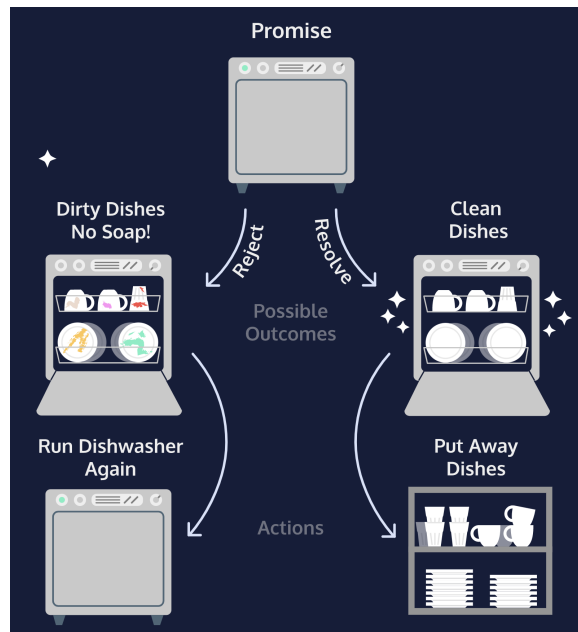 Promise
Dirty Dishes
No Soap!
Reject
Resolve
Clean
Dishes
Possible
Outcomes
Run Dishwasher
Again
Actions
Put Away
Dishes